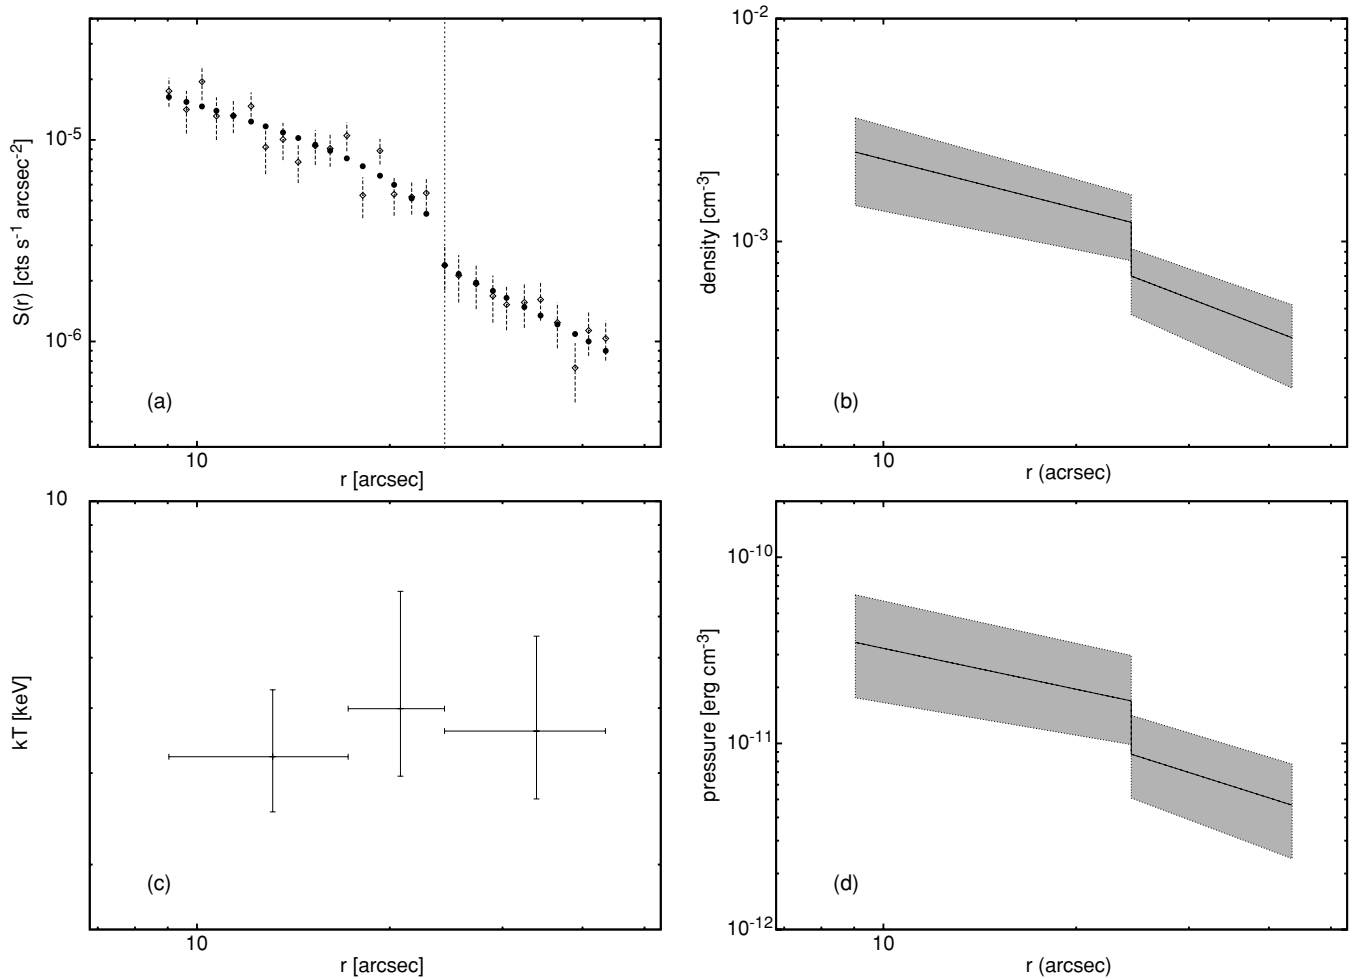 10⁻⁵
10⁻⁶
S(r) [cts s⁻¹ arcsec⁻²]
(a)
10
r [arcsec]
10⁻²
10⁻³
density [cm⁻³]
(b)
10
r (acrsec)
10
kT [keV]
(c)
10
r [arcsec]
10⁻¹⁰
10⁻¹¹
10⁻¹²
pressure [erg cm⁻³]
(d)
10
r (arcsec)